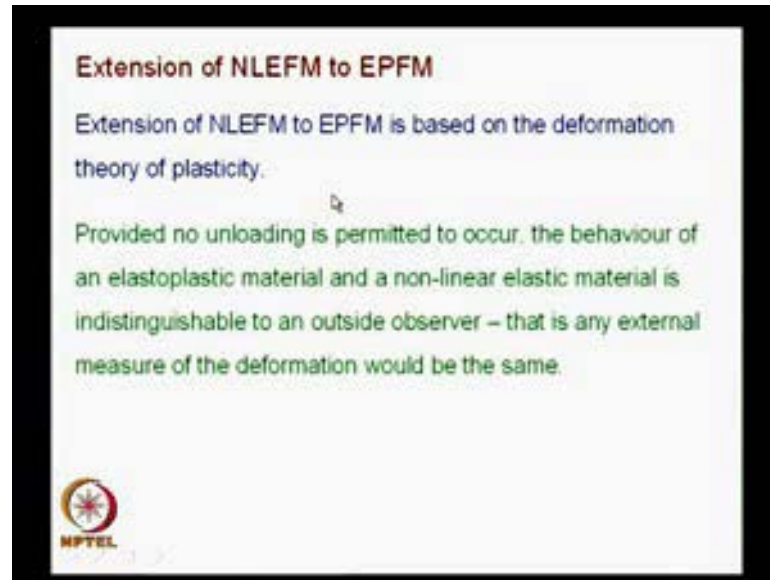 Extension of NLEFM to EPFM
Extension of NLEFM to EPFM is based on the deformation
theory of plasticity.
Provided no unloading is permitted to occur, the behaviour of
an elastoplastic material and a non-linear elastic material is
indistinguishable to an outside observer – that is any external
measure of the deformation would be the same.
NPTEL